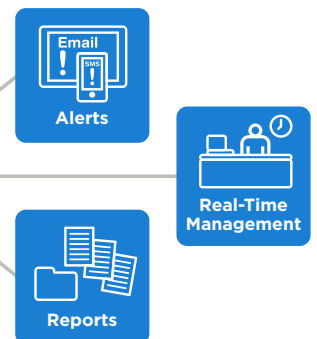 Email
!
SMS
!
Alerts
Real-Time
Management
Reports